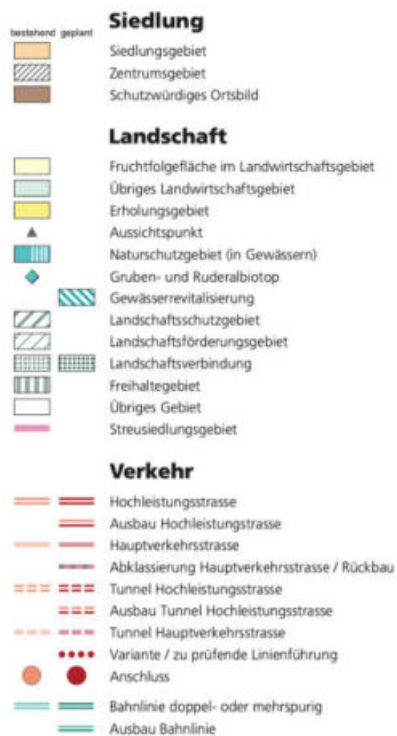 Siedlung
bestehend geplant
Siedlungsgebiet
Zentrumsgebiet
Schutzwürdiges Ortsbild
Landschaft
Fruchtfolgefläche im Landwirtschaftsgebiet
Übriges Landwirtschaftsgebiet
Erholungsgebiet
Aussichtspunkt
Naturschutzgebiet (in Gewässern)
Gruben- und Ruderalbiotop
Gewässerrevitalisierung
Landschaftsschutzgebiet
Landschaftsförderungsgebiet
Landschaftsverbindung
Freihaltegebiet
Übriges Gebiet
Streusiedlungsgebiet
Verkehr
Hochleistungsstrasse
Ausbau Hochleistungstrasse
Hauptverkehrsstrasse
Abklassierung Hauptverkehrsstrasse / Rückbau
Tunnel Hochleistungsstrasse
Ausbau Tunnel Hochleistungsstrasse
Tunnel Hauptverkehrsstrasse
Variante / zu prüfende Linienführung
Anschluss
Bahnlinie doppel- oder mehrspurig
Ausbau Bahnlinie